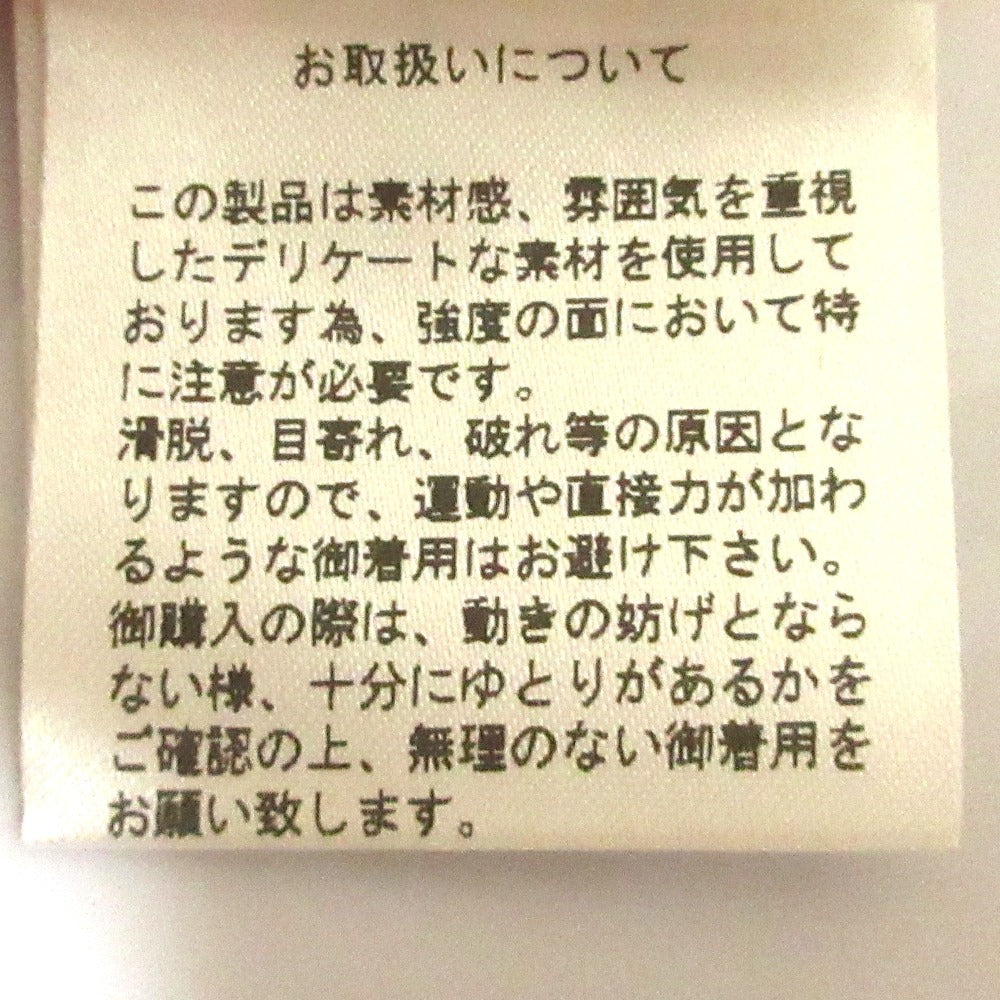 お取扱いについて
この製品は素材感、雰囲気を重視
したデリケートな素材を使用して
おります為、強度の面において特
に注意が必要です。
滑脱、目寄れ、破れ等の原因とな
りますので、運動や直接力が加わ
るような御着用はお避け下さい。
御購入の際は、動きの妨げとなら
ない様、十分にゆとりがあるかを
ご確認の上、無理のない御着用を
お願い致します。